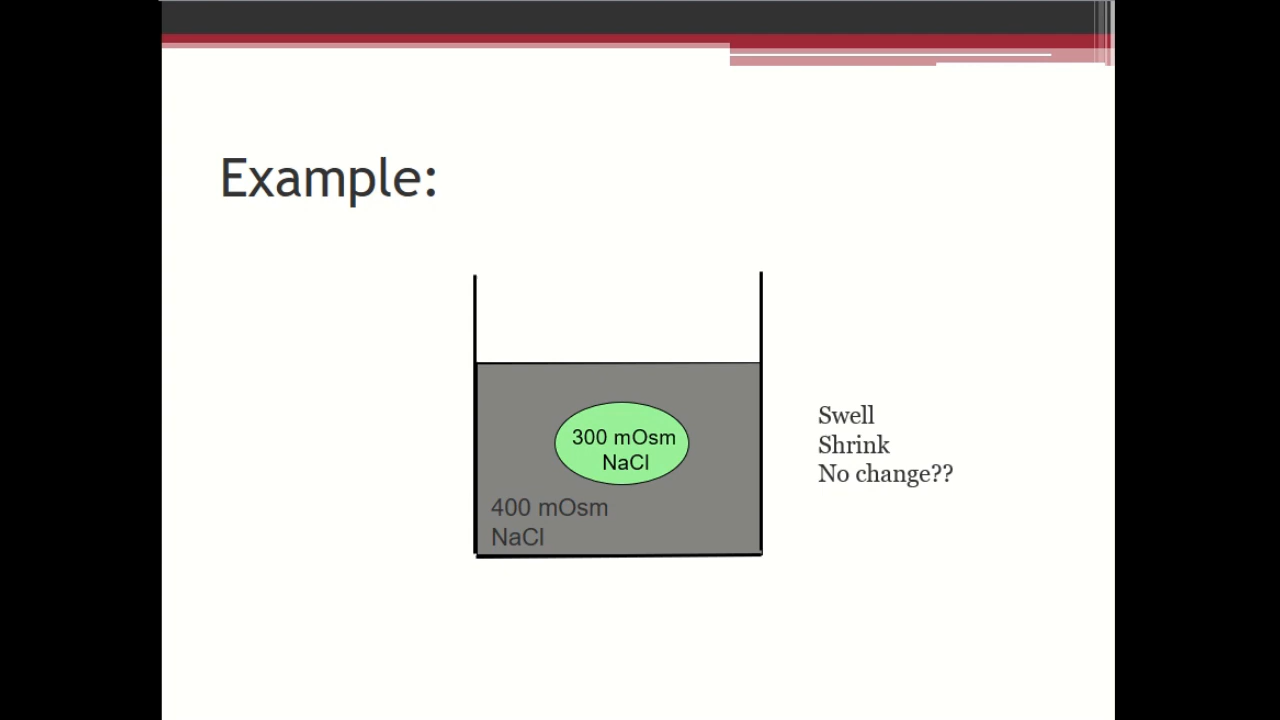 Example:
300 mOsm
NaCl
400 mOsm
NaCl
Swell
Shrink
No change??